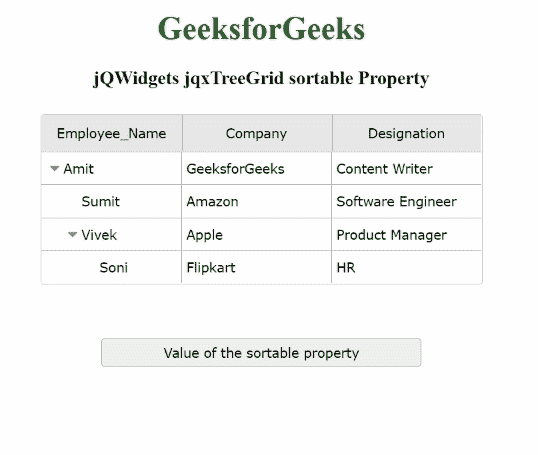 GeeksforGeeks
jQWidgets jqxTreeGrid sortable Property
Employee_Name Company Designation
Amit GeeksforGeeks Content Writer
Sumit Amazon Software Engineer
Vivek Apple Product Manager
Soni Flipkart HR
Value of the sortable property